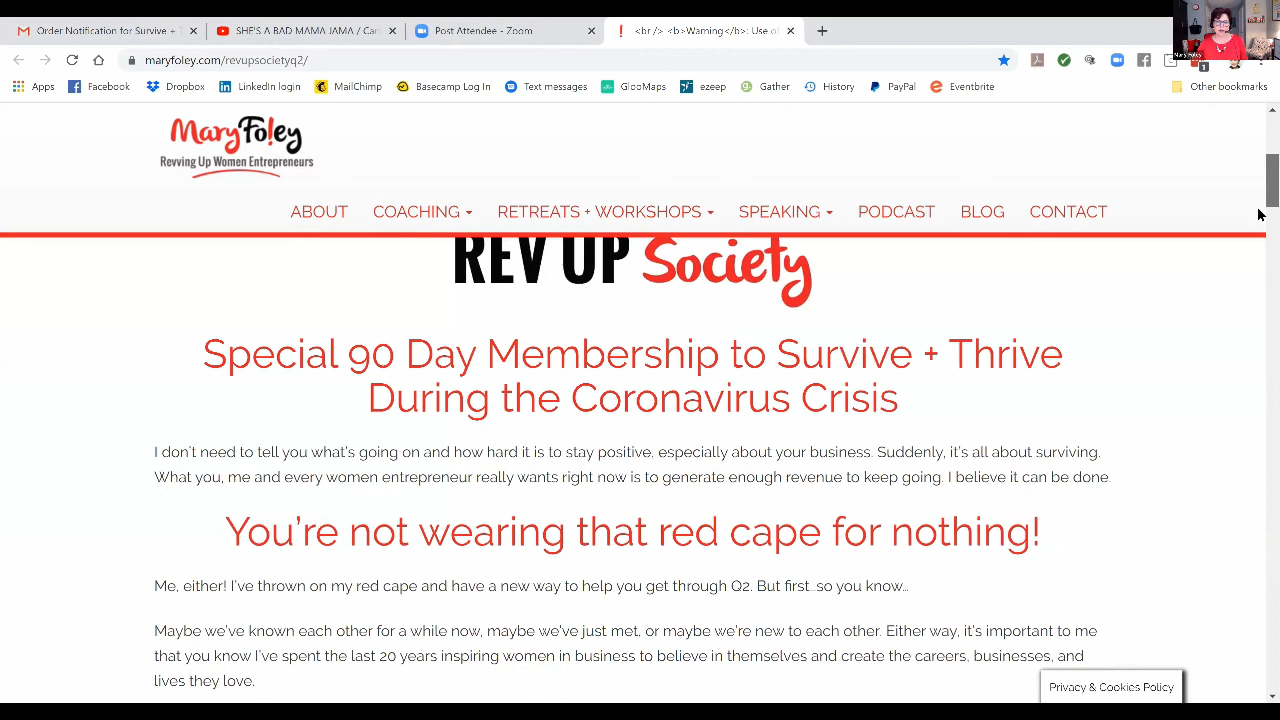 Order Notification for Survive +
SHE'S A BAD MAMA JAMA / Car
Post Attendee - Zoom
<br /> <b>Warning</b>: Use of
Mary Foley
maryfoley.com/revupsocietyq2/
1
Apps
Facebook
Dropbox
LinkedIn login
MailChimp
Basecamp Log In
Text messages
GlooMaps
ezeep
Gather
History
PayPal
Eventbrite
Other bookmarks
Mary Fo!ey
Revving Up Women Entrepreneurs
ABOUT
COACHING
RETREATS + WORKSHOPS
SPEAKING
PODCAST
BLOG
CONTACT
REV UP Society
Special 90 Day Membership to Survive + Thrive
During the Coronavirus Crisis
I don't need to tell you what's going on and how hard it is to stay positive, especially about your business. Suddenly, it's all about surviving.
What you, me and every women entrepreneur really wants right now is to generate enough revenue to keep going. I believe it can be done.
You're not wearing that red cape for nothing!
Me, either! I've thrown on my red cape and have a new way to help you get through Q2. But first…so you know…
Maybe we've known each other for a while now, maybe we've just met, or maybe we're new to each other. Either way, it's important to me
that you know I've spent the last 20 years inspiring women in business to believe in themselves and create the careers, businesses, and
lives they love.
Privacy & Cookies Policy